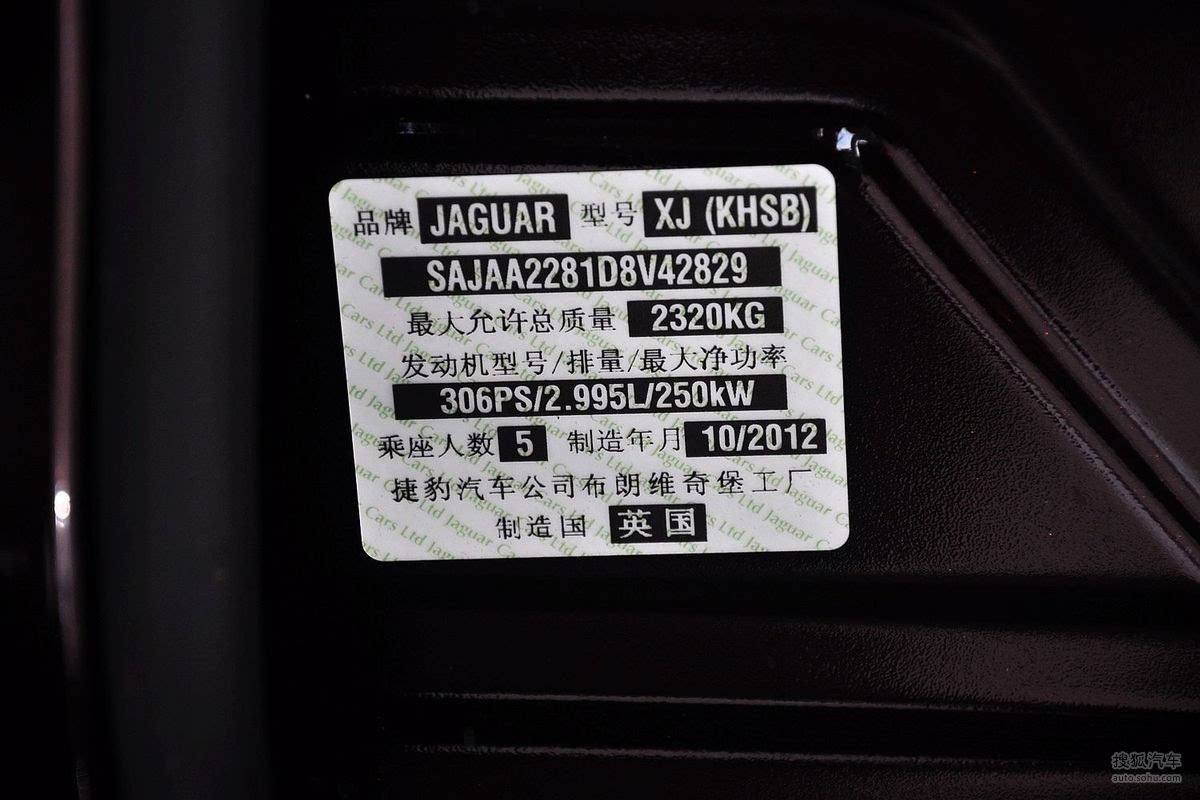 品牌 JAGUAR 型号 XJ (KHSB)
SAJAA2281D8V42829
最大允许总质量 2320KG
发动机型号/排量/最大净功率
306PS/2.995L/250kW
乘座人数 5 制造年月 10/2012
捷豹汽车公司布朗维奇堡工厂
制造国 英国
搜狐汽车
auto.sohu.com